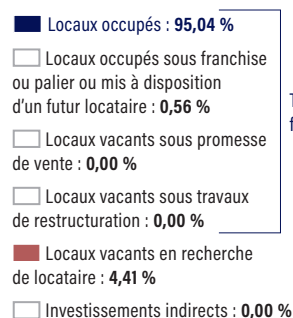 Locaux occupés : 95,04 %
Locaux occupés sous franchise
ou palier ou mis à disposition
d'un futur locataire : 0,56 %
Locaux vacants sous promesse
de vente : 0,00 %
Locaux vacants sous travaux
de restructuration : 0,00 %
Locaux vacants en recherche
de locataire : 4,41 %
Investissements indirects : 0,00 %